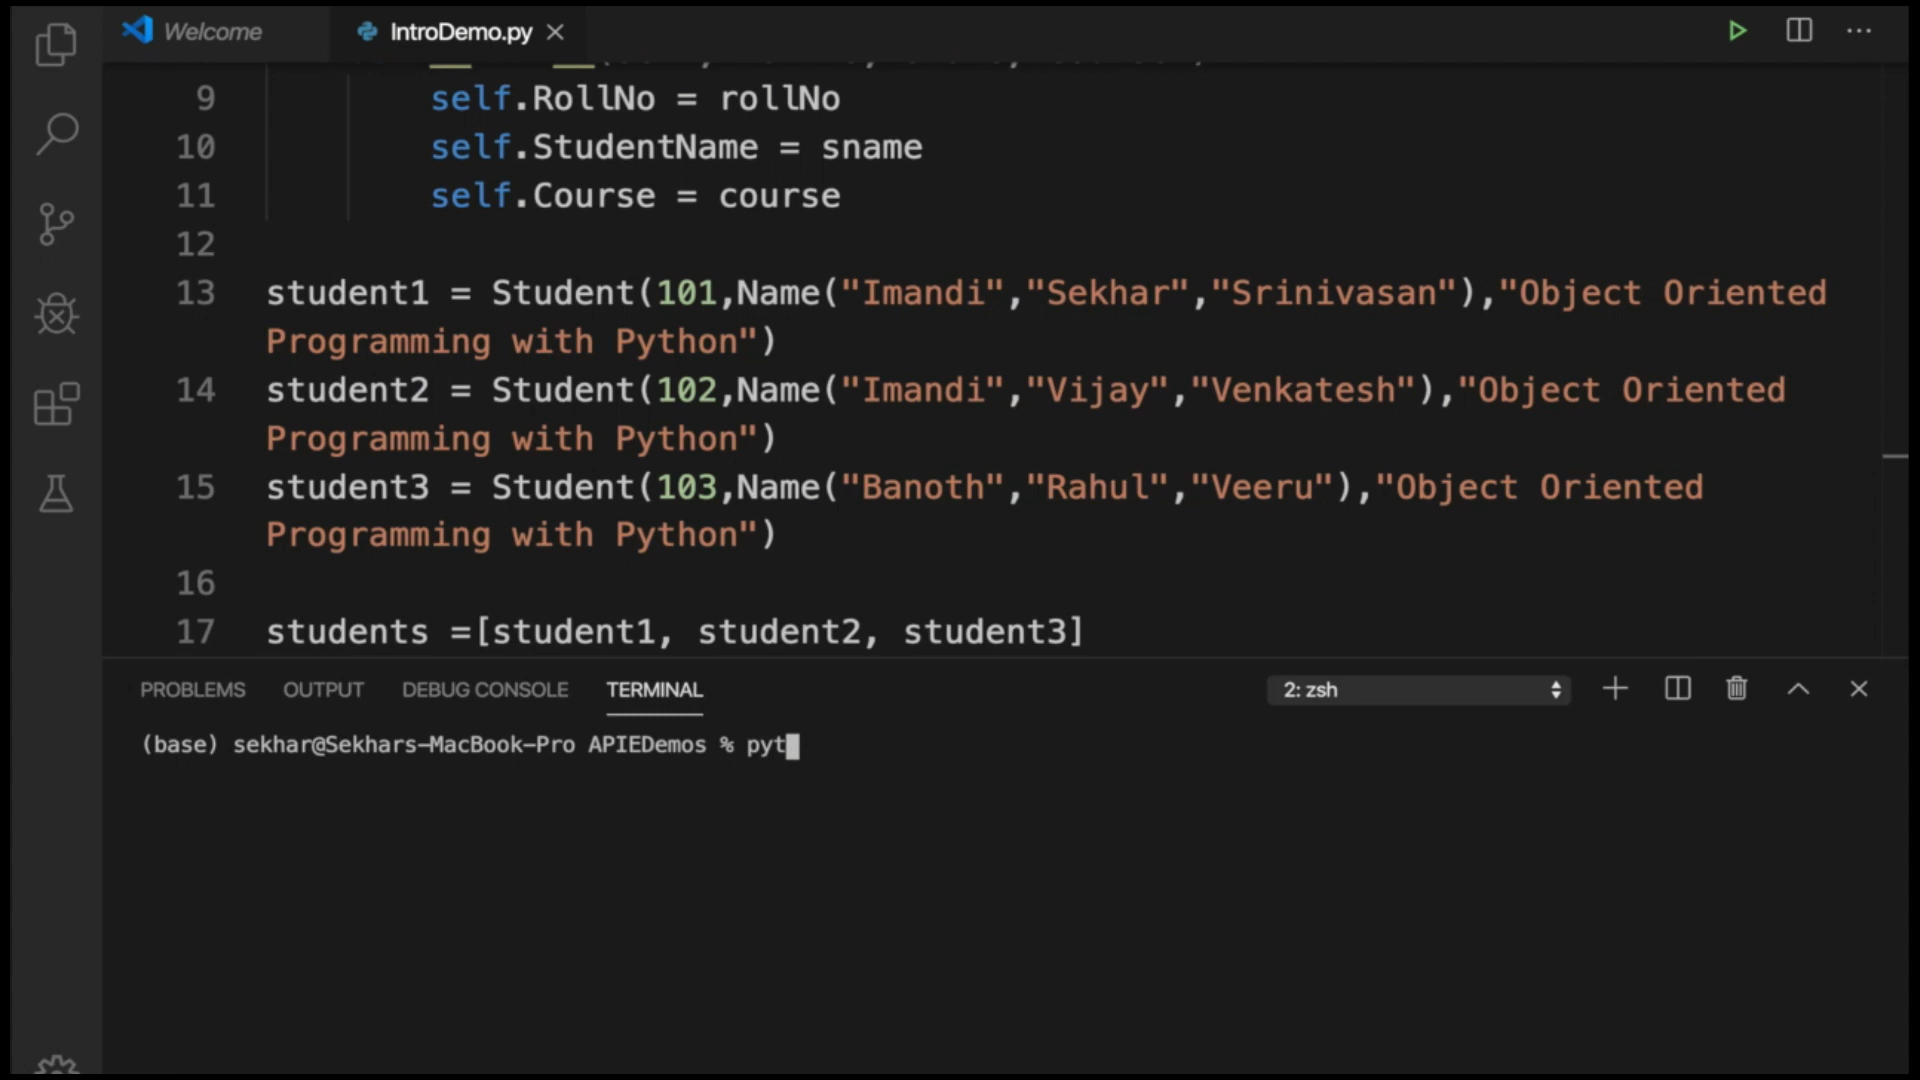 Welcome
IntroDemo.py
9 self.RollNo = rollNo
10 self.StudentName = sname
11 self.Course = course
12
13 student1 = Student(101,Name("Imandi","Sekhar","Srinivasan"),"Object Oriented
Programming with Python")
14 student2 = Student(102,Name("Imandi","Vijay","Venkatesh"),"Object Oriented
Programming with Python")
15 student3 = Student(103,Name("Banoth","Rahul","Veeru"),"Object Oriented
Programming with Python")
16
17 students =[student1, student2, student3]
PROBLEMS OUTPUT DEBUG CONSOLE TERMINAL 2: zsh
(base) sekhar@Sekhars-MacBook-Pro APIEDemos % pyt